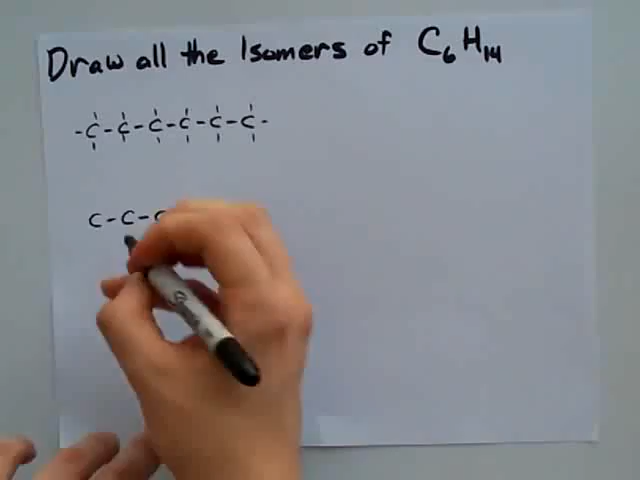 Draw all the Isomers of C₆H₁₄
-C-C-C-C-C-C-
C-C-C